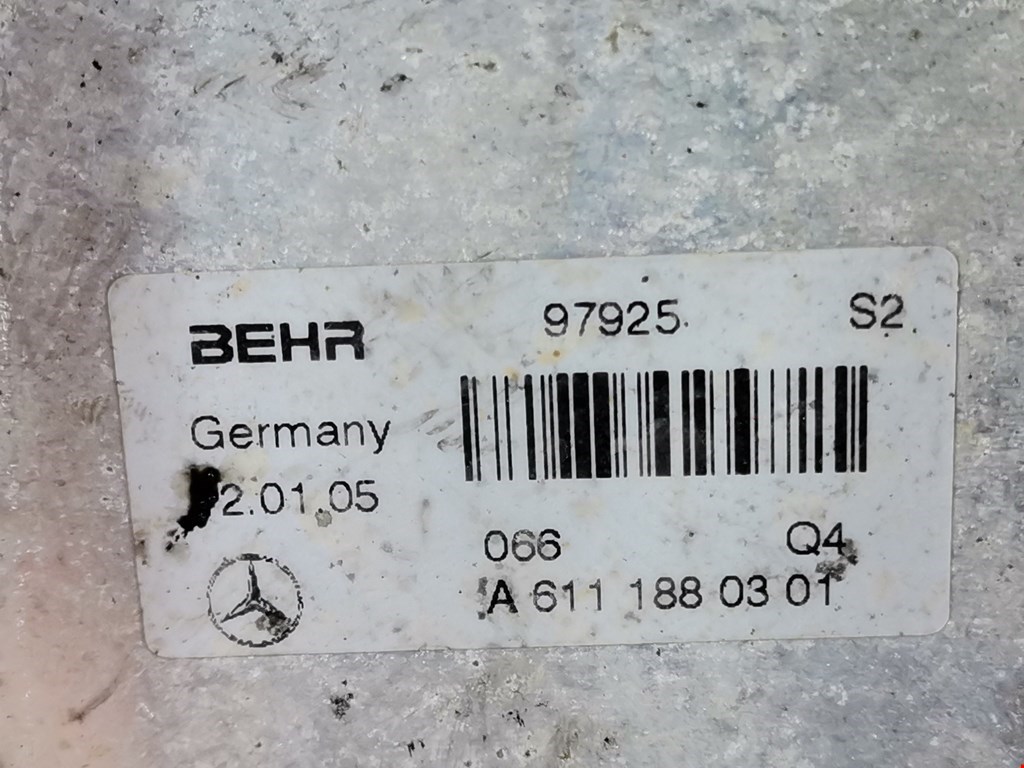 BEHR 97925 S2
Germany
2.01.05
066 Q4
A 611 188 03 01